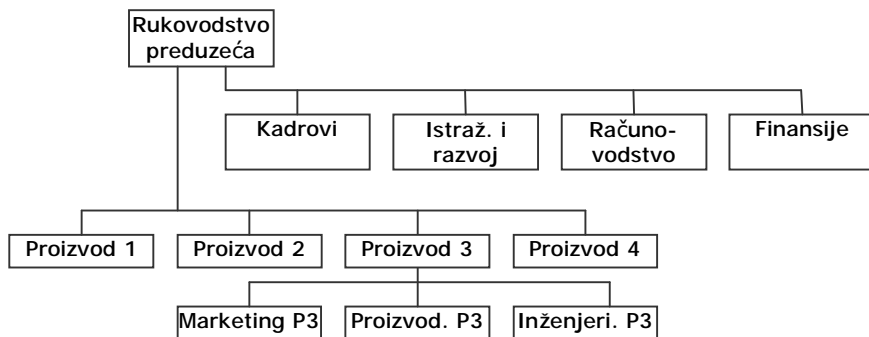 Rukovodstvo
preduzeća
Kadrovi
Istraž. i
razvoj
Računo-
vodstvo
Finansije
Proizvod 1
Proizvod 2
Proizvod 3
Proizvod 4
Marketing P3
Proizvod. P3
Inženjeri. P3